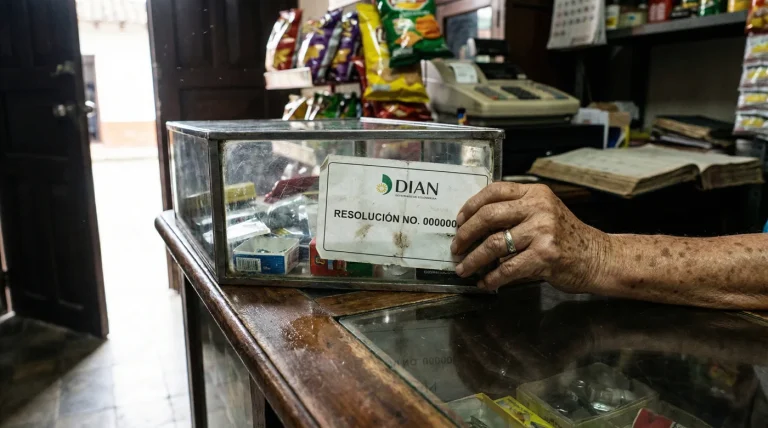 DIAN
RESOLUCIÓN NO. 000000